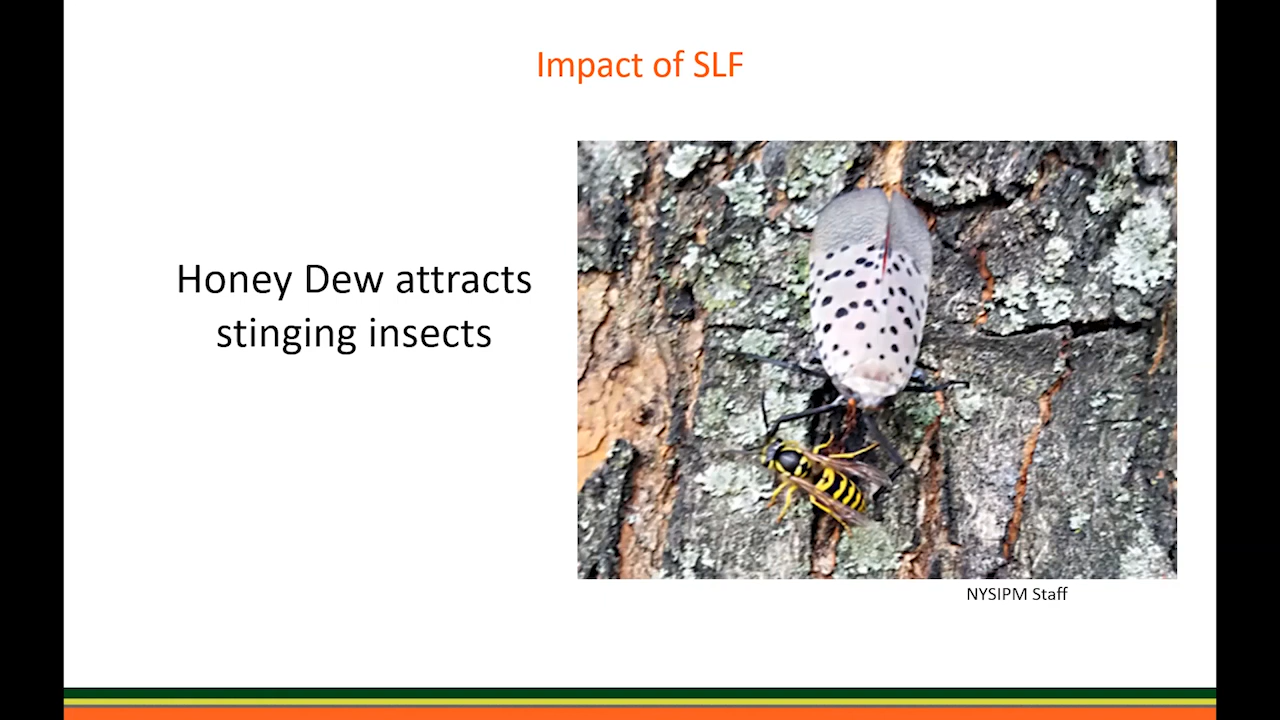 Impact of SLF
Honey Dew attracts
stinging insects
NYSIPM Staff